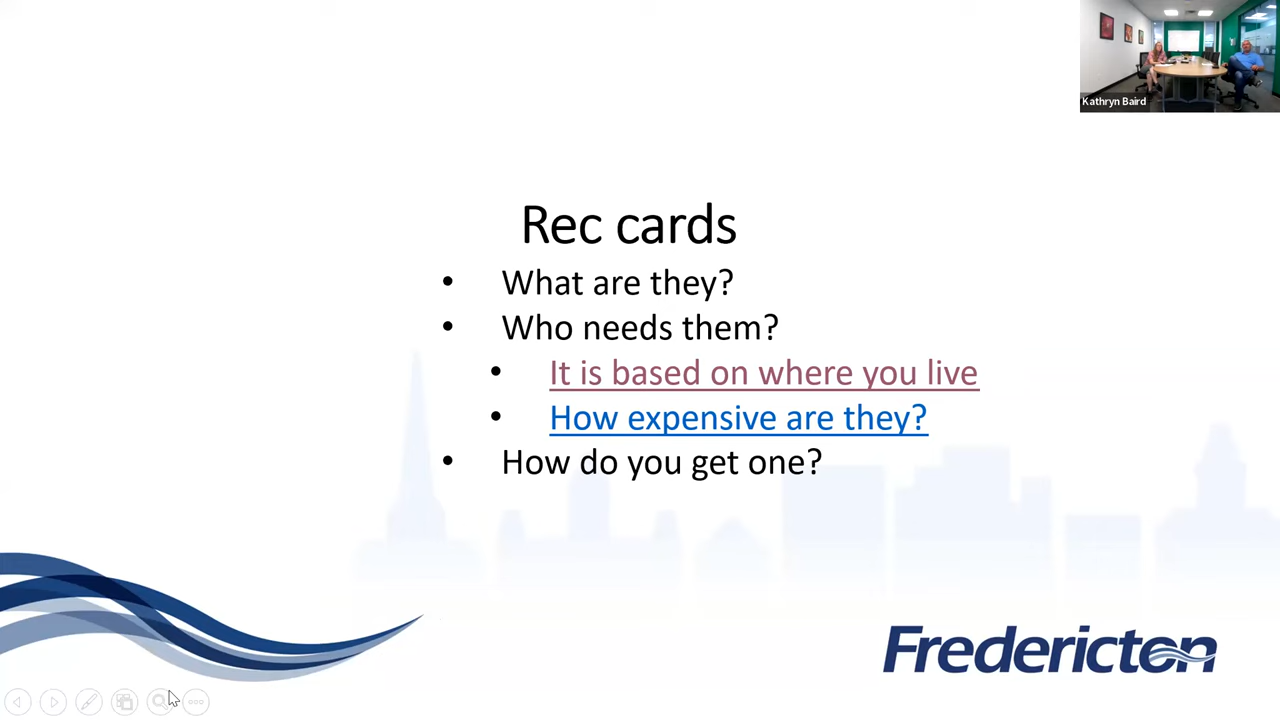 Kathryn Baird
Rec cards
• What are they?
• Who needs them?
• It is based on where you live
• How expensive are they?
• How do you get one?
Fredericton